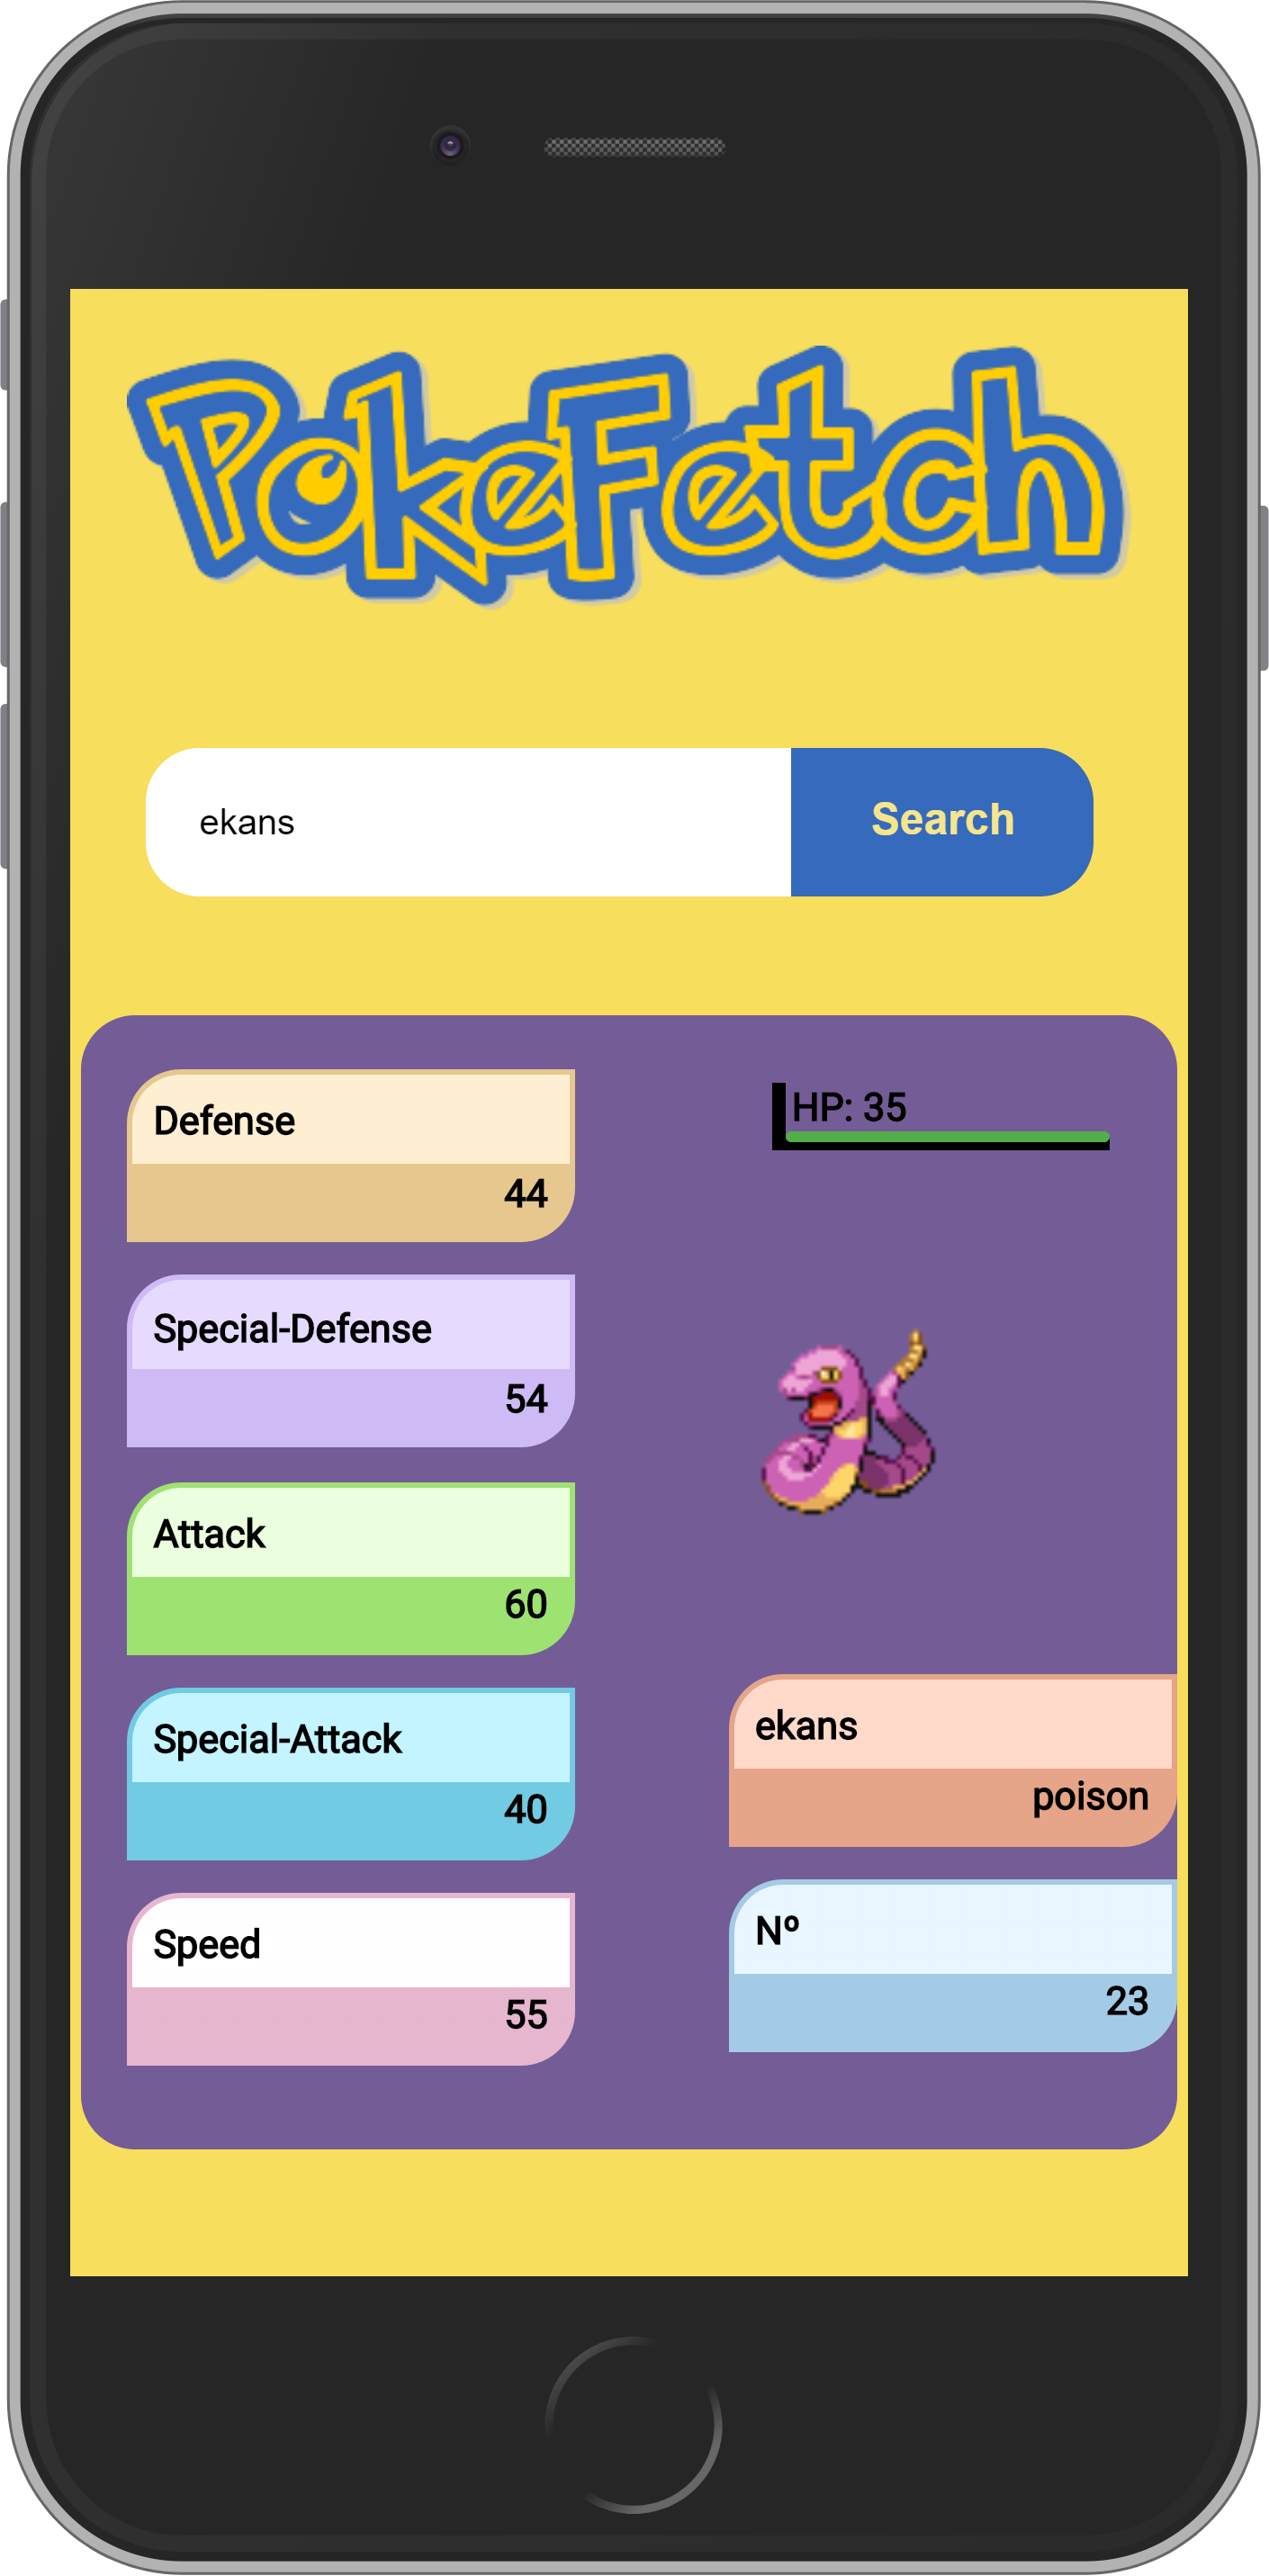 PokeFetch
ekans
Search
Defense
44
Special-Defense
54
Attack
60
Special-Attack
40
Speed
55
HP: 35
ekans
poison
Nº
23